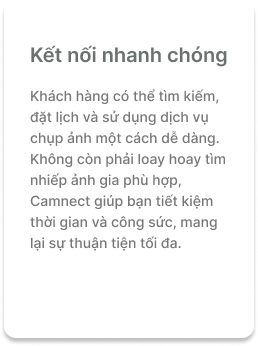 Kết nối nhanh chóng
Khách hàng có thể tìm kiếm,
đặt lịch và sử dụng dịch vụ
chụp ảnh một cách dễ dàng.
Không còn phải loay hoay tìm
nhiếp ảnh gia phù hợp,
Camnect giúp bạn tiết kiệm
thời gian và công sức, mang
lại sự thuận tiện tối đa.